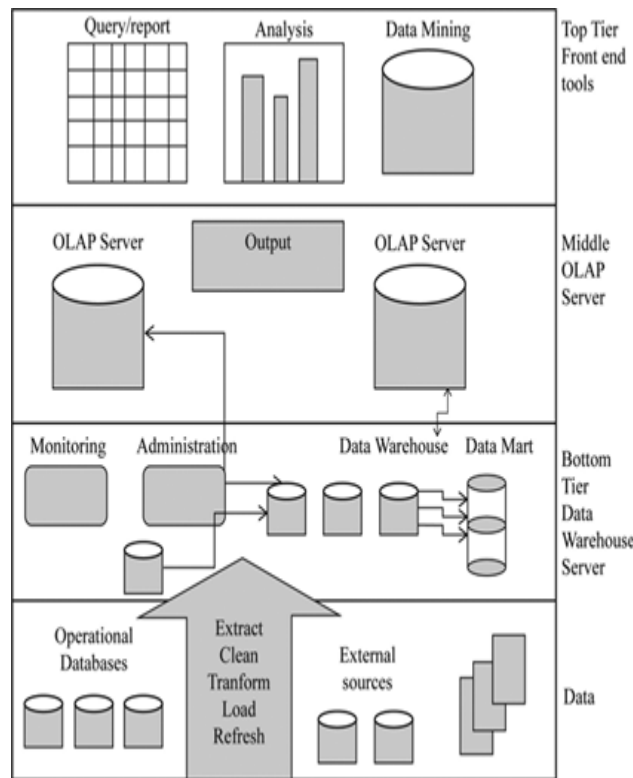 Query/report
Analysis
Data Mining
Top Tier
Front end
tools
OLAP Server
Output
OLAP Server
Middle
OLAP
Server
Monitoring
Administration
Data Warehouse
Data Mart
Bottom
Tier
Data
Warehouse
Server
Operational
Databases
Extract
Clean
Tranform
Load
Refresh
External
sources
Data